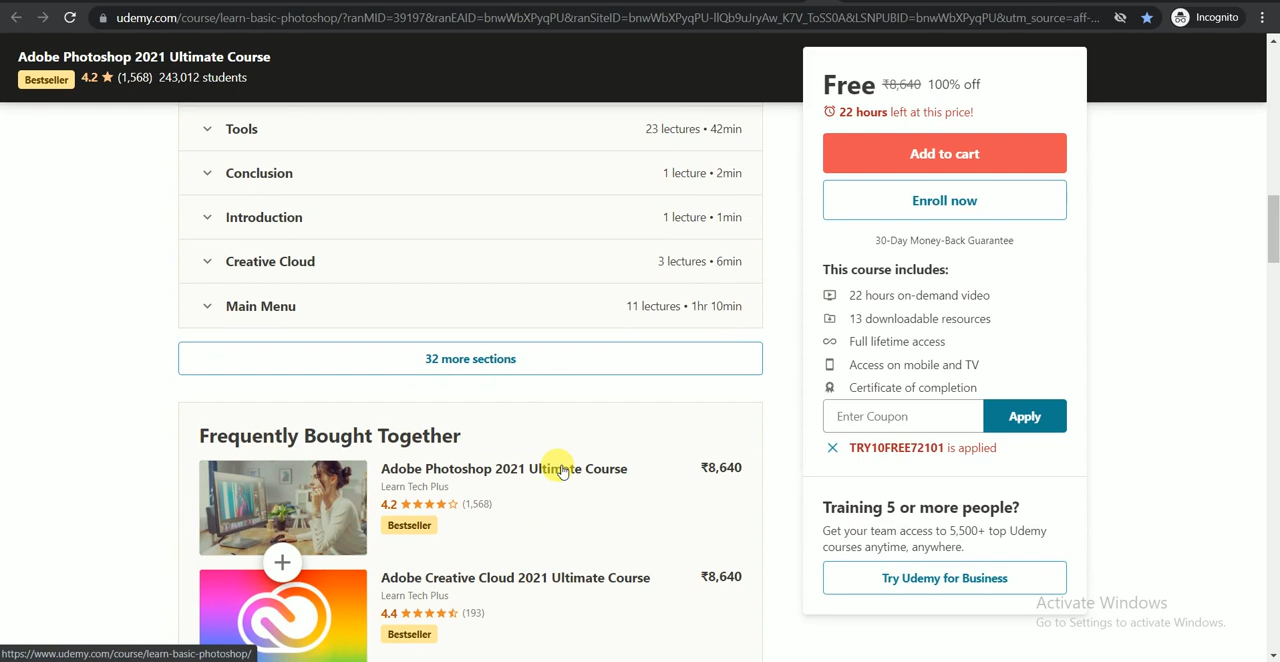 udemy.com/course/learn-basic-photoshop/?ranMID=39197&ranEAID=bnwWbXPyqPU&ranSiteID=bnwWbXPyqPU-IlQb9uJryAw_K7V_ToSS0A&LSNPUBID=bnwWbXPyqPU&utm_source=aff-...
Incognito
Adobe Photoshop 2021 Ultimate Course
Bestseller 4.2 ★ (1,568) 243,012 students
Free ₹8,640 100% off
22 hours left at this price!
Add to cart
Enroll now
30-Day Money-Back Guarantee
This course includes:
22 hours on-demand video
13 downloadable resources
Full lifetime access
Access on mobile and TV
Certificate of completion
Enter Coupon Apply
TRY10FREE72101 is applied
Training 5 or more people?
Get your team access to 5,500+ top Udemy
courses anytime, anywhere.
Try Udemy for Business
Tools 23 lectures • 42min
Conclusion 1 lecture • 2min
Introduction 1 lecture • 1min
Creative Cloud 3 lectures • 6min
Main Menu 11 lectures • 1hr 10min
32 more sections
Frequently Bought Together
Adobe Photoshop 2021 Ultimate Course ₹8,640
Learn Tech Plus
4.2 ★★★★☆ (1,568)
Bestseller
Adobe Creative Cloud 2021 Ultimate Course ₹8,640
Learn Tech Plus
4.4 (193)
Bestseller
Activate Windows
Go to Settings to activate Windows.
https://www.udemy.com/course/learn-basic-photoshop/